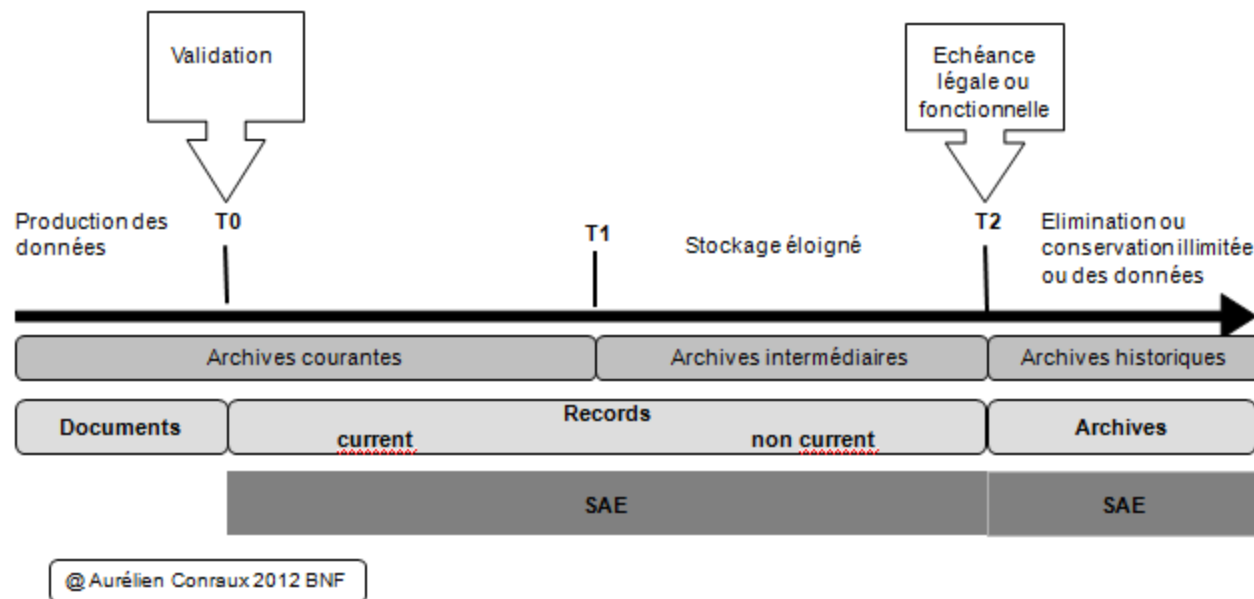 Validation
Echéance
légale ou
fonctionnelle
Production des
données
T0
T1
Stockage éloigné
T2
Elimination ou
conservation illimitée
ou des données
Archives courantes
Archives intermédiaires
Archives historiques
Documents
Records
current
non current
Archives
SAE
SAE
@ Aurélien Conraux 2012 BNF